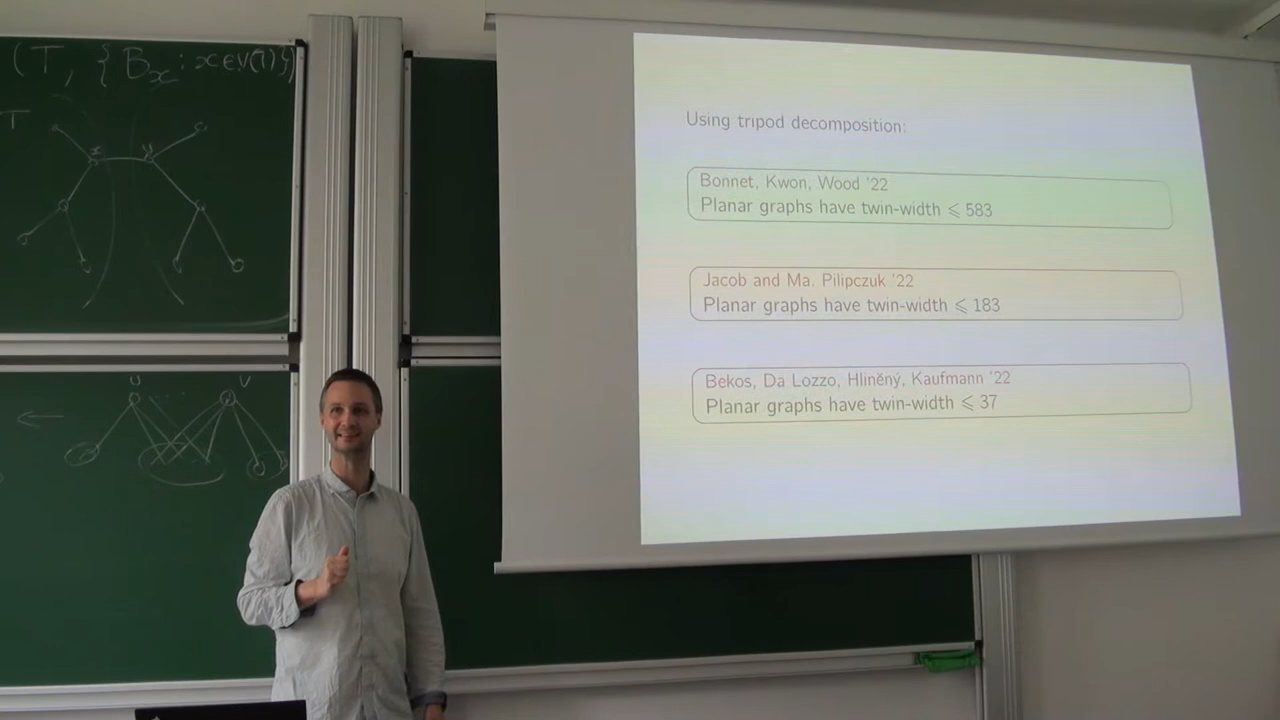 (T, {B_x : x∈V(T)})
T
x y
U V
Using tripod decomposition:
Bonnet, Kwon, Wood '22
Planar graphs have twin-width ⩽ 583
Jacob and Ma. Pilipczuk '22
Planar graphs have twin-width ⩽ 183
Bekos, Da Lozzo, Hliněný, Kaufmann '22
Planar graphs have twin-width ⩽ 37